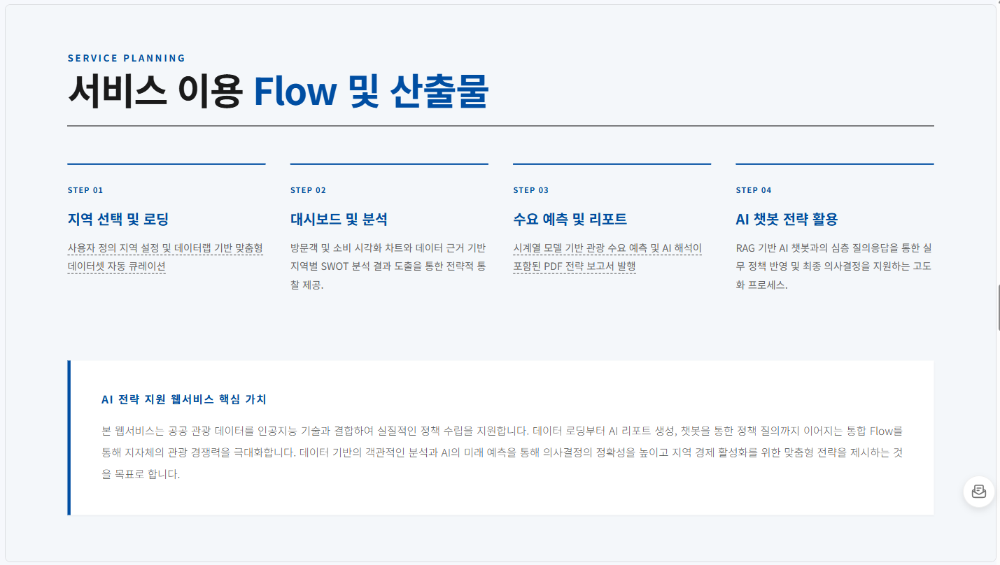 SERVICE PLANNING
서비스 이용 Flow 및 산출물
STEP 01
지역 선택 및 로딩
사용자 정의 지역 설정 및 데이터랩 기반 맞춤형
데이터셋 자동 큐레이션
STEP 02
대시보드 및 분석
방문객 및 소비 시각화 차트와 데이터 근거 기반
지역별 SWOT 분석 결과 도출을 통한 전략적 통
찰 제공.
STEP 03
수요 예측 및 리포트
시계열 모델 기반 관광 수요 예측 및 AI 해석이
포함된 PDF 전략 보고서 발행
STEP 04
AI 챗봇 전략 활용
RAG 기반 AI 챗봇과의 심층 질의응답을 통한 실
무 정책 반영 및 최종 의사결정을 지원하는 고도
화 프로세스.
AI 전략 지원 웹서비스 핵심 가치
본 웹서비스는 공공 관광 데이터를 인공지능 기술과 결합하여 실질적인 정책 수립을 지원합니다. 데이터 로딩부터 AI 리포트 생성, 챗봇을 통한 정책 질의까지 이어지는 통합 Flow를
통해 지자체의 관광 경쟁력을 극대화합니다. 데이터 기반의 객관적인 분석과 AI의 미래 예측을 통해 의사결정의 정확성을 높이고 지역 경제 활성화를 위한 맞춤형 전략을 제시하는 것
을 목표로 합니다.